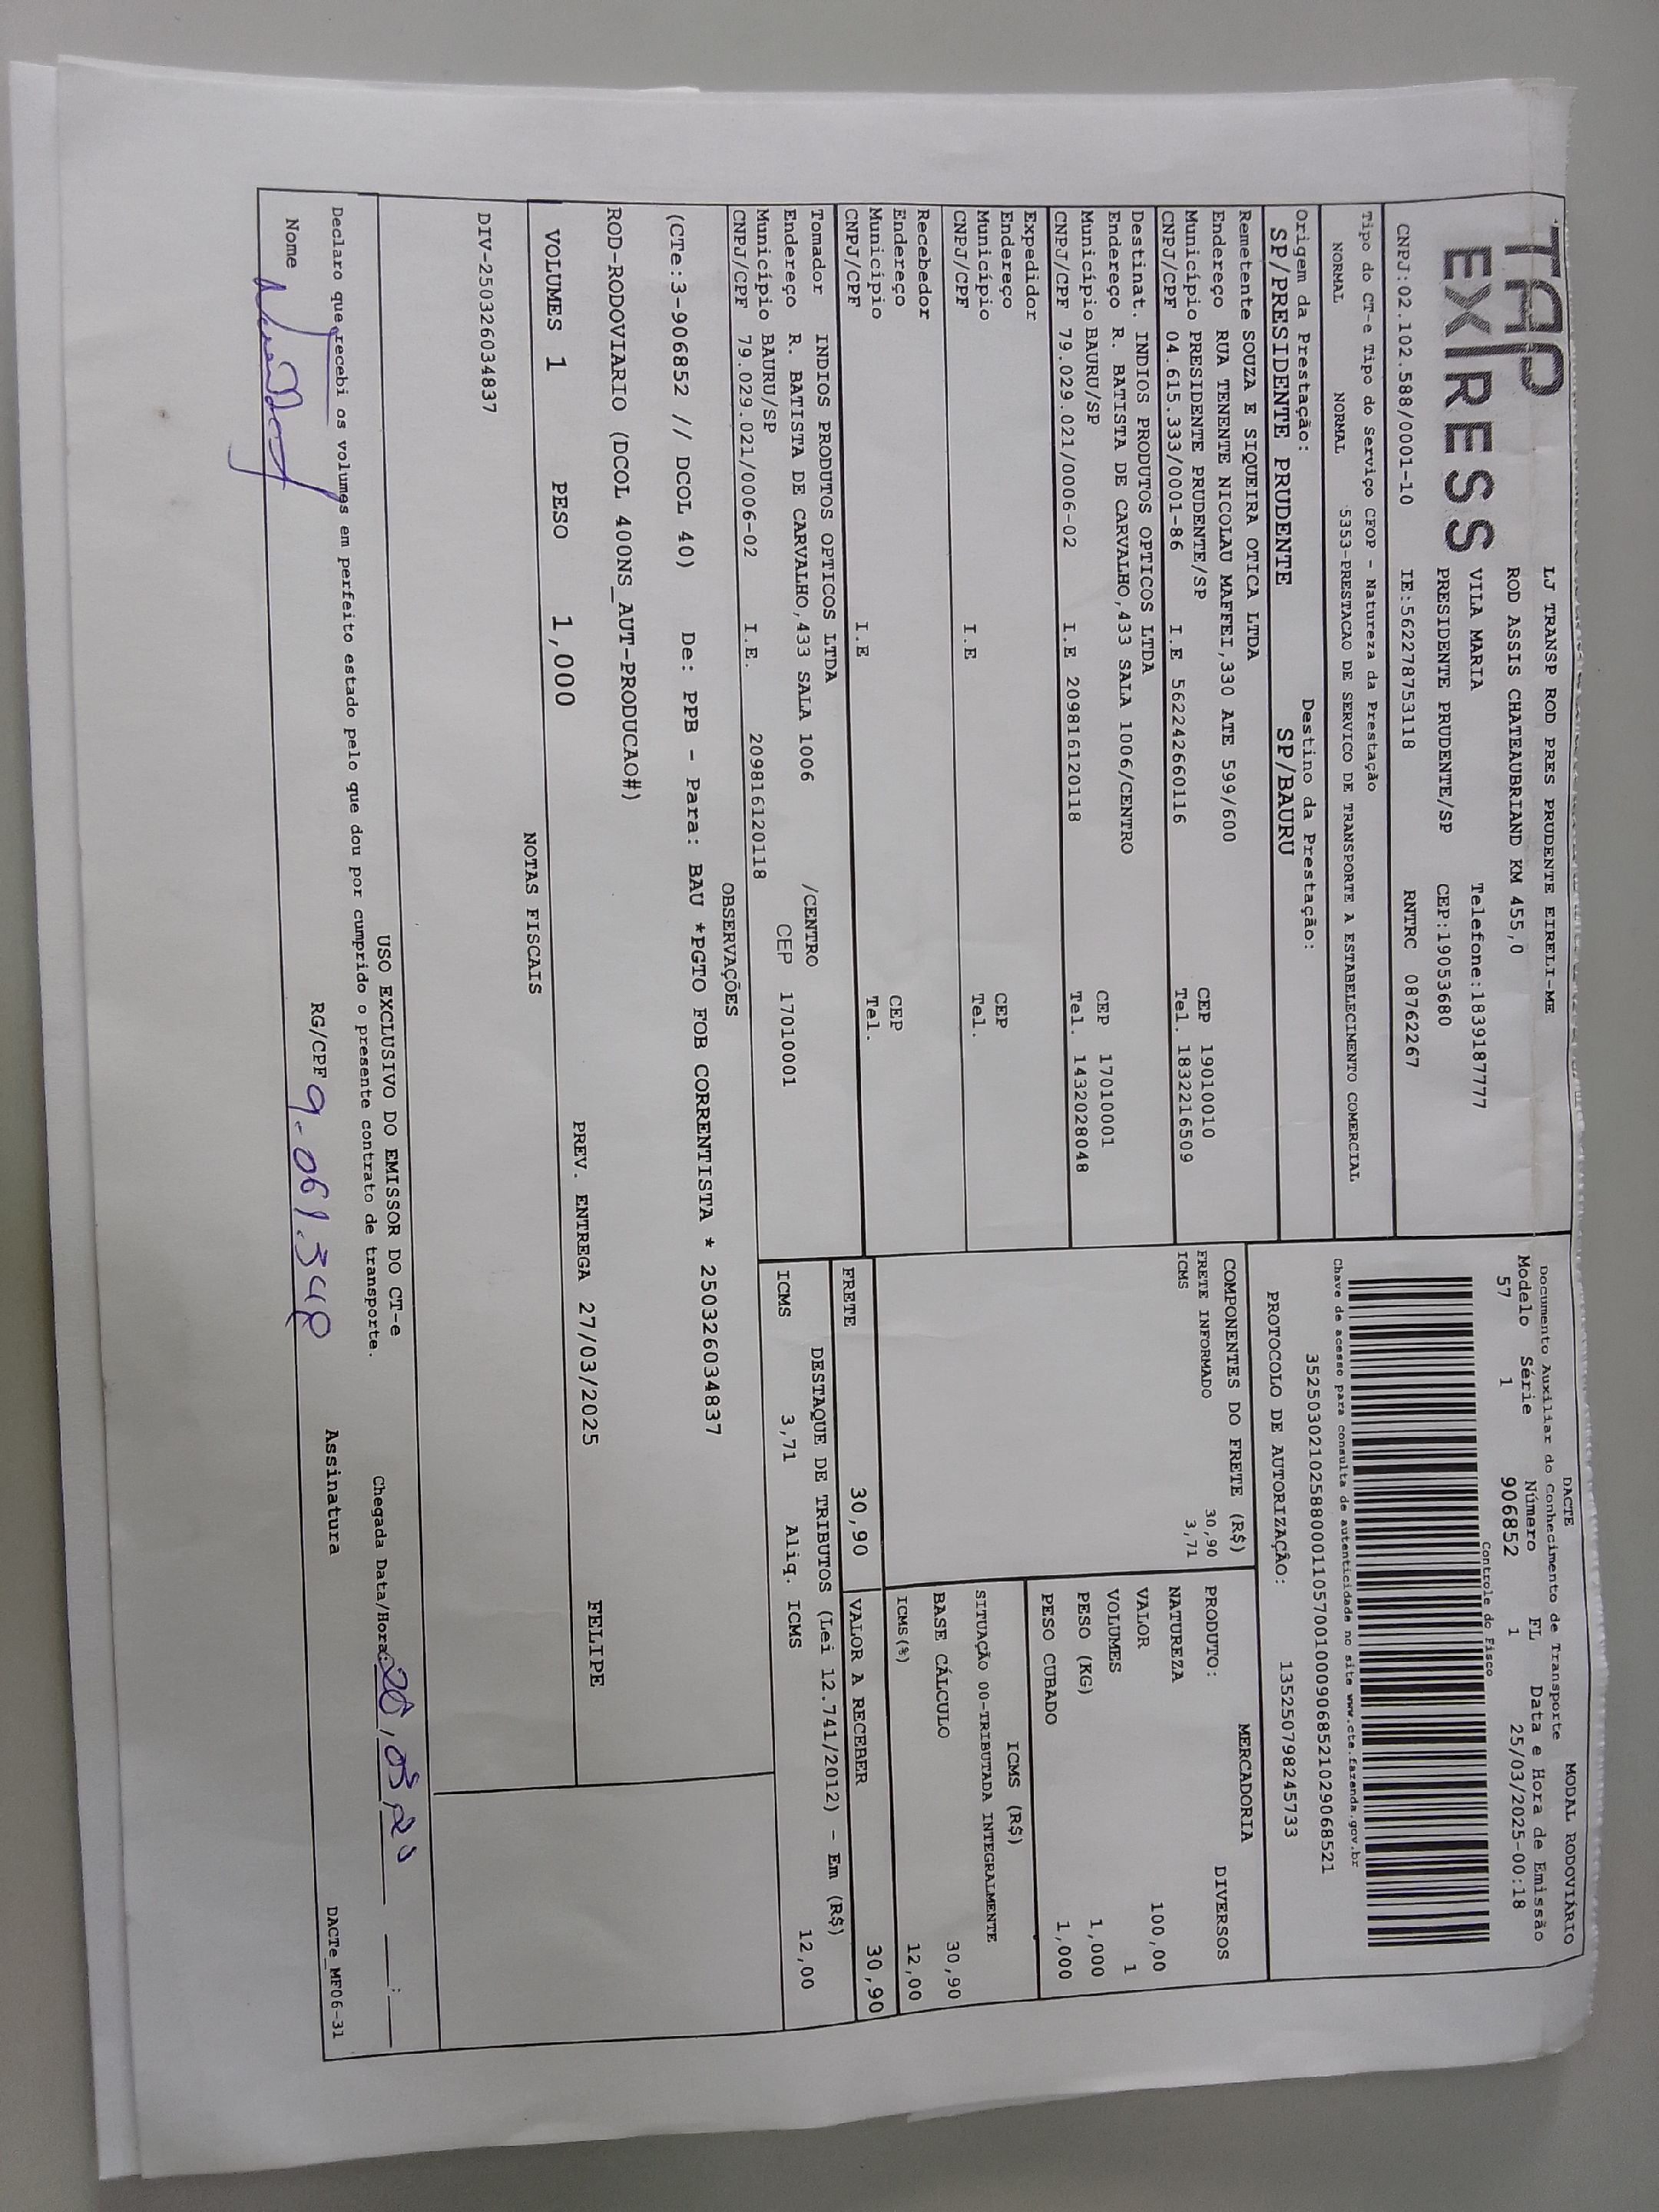 TAP
EXPRESS
LJ TRANSP ROD PRES PRUDENTE EIRELI-ME
ROD ASSIS CHATEAUBRIAND KM 455,0
VILA MARIA Telefone:1839187777
PRESIDENTE PRUDENTE/SP CEP:19053680
CNPJ:02.102.588/0001-10 IE:562278753118 RNTRC 08762267
DACTE MODAL RODOVIÁRIO
Documento Auxiliar do Conhecimento de Transporte
Modelo Série Número FL Data e Hora de Emissão
57 1 906852 1 25/03/2025-00:18
Controle do Fisco
Chave de acesso para consulta de autenticidade no site www.cte.fazenda.gov.br
35250302102588000110570010009068521029068521
PROTOCOLO DE AUTORIZAÇÃO: 135250798245733
Tipo do CT-e Tipo do Serviço CFOP - Natureza da Prestação
NORMAL NORMAL 5353-PRESTACAO DE SERVICO DE TRANSPORTE A ESTABELECIMENTO COMERCIAL
Origem da Prestação: Destino da Prestação:
SP/PRESIDENTE PRUDENTE SP/BAURU
Remetente SOUZA E SIQUEIRA OTICA LTDA
Endereço RUA TENENTE NICOLAU MAFFEI,330 ATE 599/600
Município PRESIDENTE PRUDENTE/SP CEP 19010010
CNPJ/CPF 04.615.333/0001-86 I.E 562242660116 Tel. 1832216509
Destinat. INDIOS PRODUTOS OPTICOS LTDA
Endereço R. BATISTA DE CARVALHO,433 SALA 1006/CENTRO
Município BAURU/SP CEP 17010001
CNPJ/CPF 79.029.021/0006-02 I.E 209816120118 Tel. 1432028048
Expedidor
Endereço
Município CEP
CNPJ/CPF I.E Tel.
Recebedor
Endereço
Município CEP
CNPJ/CPF I.E Tel.
Tomador INDIOS PRODUTOS OPTICOS LTDA
Endereço R. BATISTA DE CARVALHO,433 SALA 1006 /CENTRO
Município BAURU/SP CEP 17010001
CNPJ/CPF 79.029.021/0006-02 I.E. 209816120118
COMPONENTES DO FRETE (R$)
FRETE INFORMADO 30,90
ICMS 3,71
MERCADORIA
PRODUTO: DIVERSOS
NATUREZA
VALOR 100,00
VOLUMES 1
PESO (KG) 1,000
PESO CUBADO 1,000
ICMS (R$)
SITUAÇÃO 00-TRIBUTADA INTEGRALMENTE
BASE CÁLCULO 30,90
ICMS(%) 12,00
FRETE 30,90 VALOR A RECEBER 30,90
DESTAQUE DE TRIBUTOS (Lei 12.741/2012) - Em (R$)
ICMS 3,71 Aliq. ICMS 12,00
OBSERVAÇÕES
(CTe:3-906852 // DCOL 40) De: PPB - Para: BAU *PGTO FOB CORRENTISTA * 250326034837
ROD-RODOVIARIO (DCOL 400NS_AUT-PRODUCAO#)
VOLUMES 1 PESO 1,000 PREV. ENTREGA 27/03/2025 FELIPE
NOTAS FISCAIS
DIV-250326034837
USO EXCLUSIVO DO EMISSOR DO CT-e
Declaro que recebi os volumes em perfeito estado pelo que dou por cumprido o presente contrato de transporte.
Chegada Data/Hora
Nome RG/CPF 9.061.348 Assinatura
DACTe_MF06-31